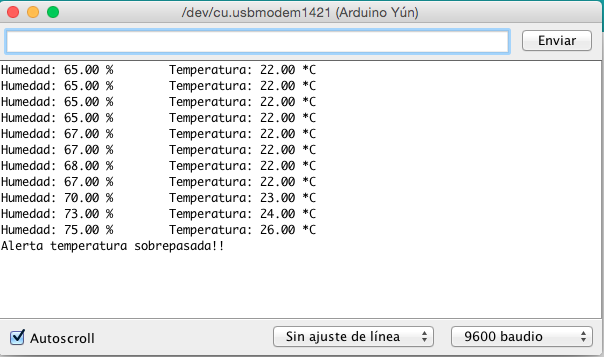 /dev/cu.usbmodem1421 (Arduino Yún)
Enviar
Humedad: 65.00 % Temperatura: 22.00 *C
Humedad: 65.00 % Temperatura: 22.00 *C
Humedad: 65.00 % Temperatura: 22.00 *C
Humedad: 65.00 % Temperatura: 22.00 *C
Humedad: 67.00 % Temperatura: 22.00 *C
Humedad: 67.00 % Temperatura: 22.00 *C
Humedad: 68.00 % Temperatura: 22.00 *C
Humedad: 67.00 % Temperatura: 22.00 *C
Humedad: 70.00 % Temperatura: 23.00 *C
Humedad: 73.00 % Temperatura: 24.00 *C
Humedad: 75.00 % Temperatura: 26.00 *C
Alerta temperatura sobrepasada!!
Autoscroll Sin ajuste de línea 9600 baudio